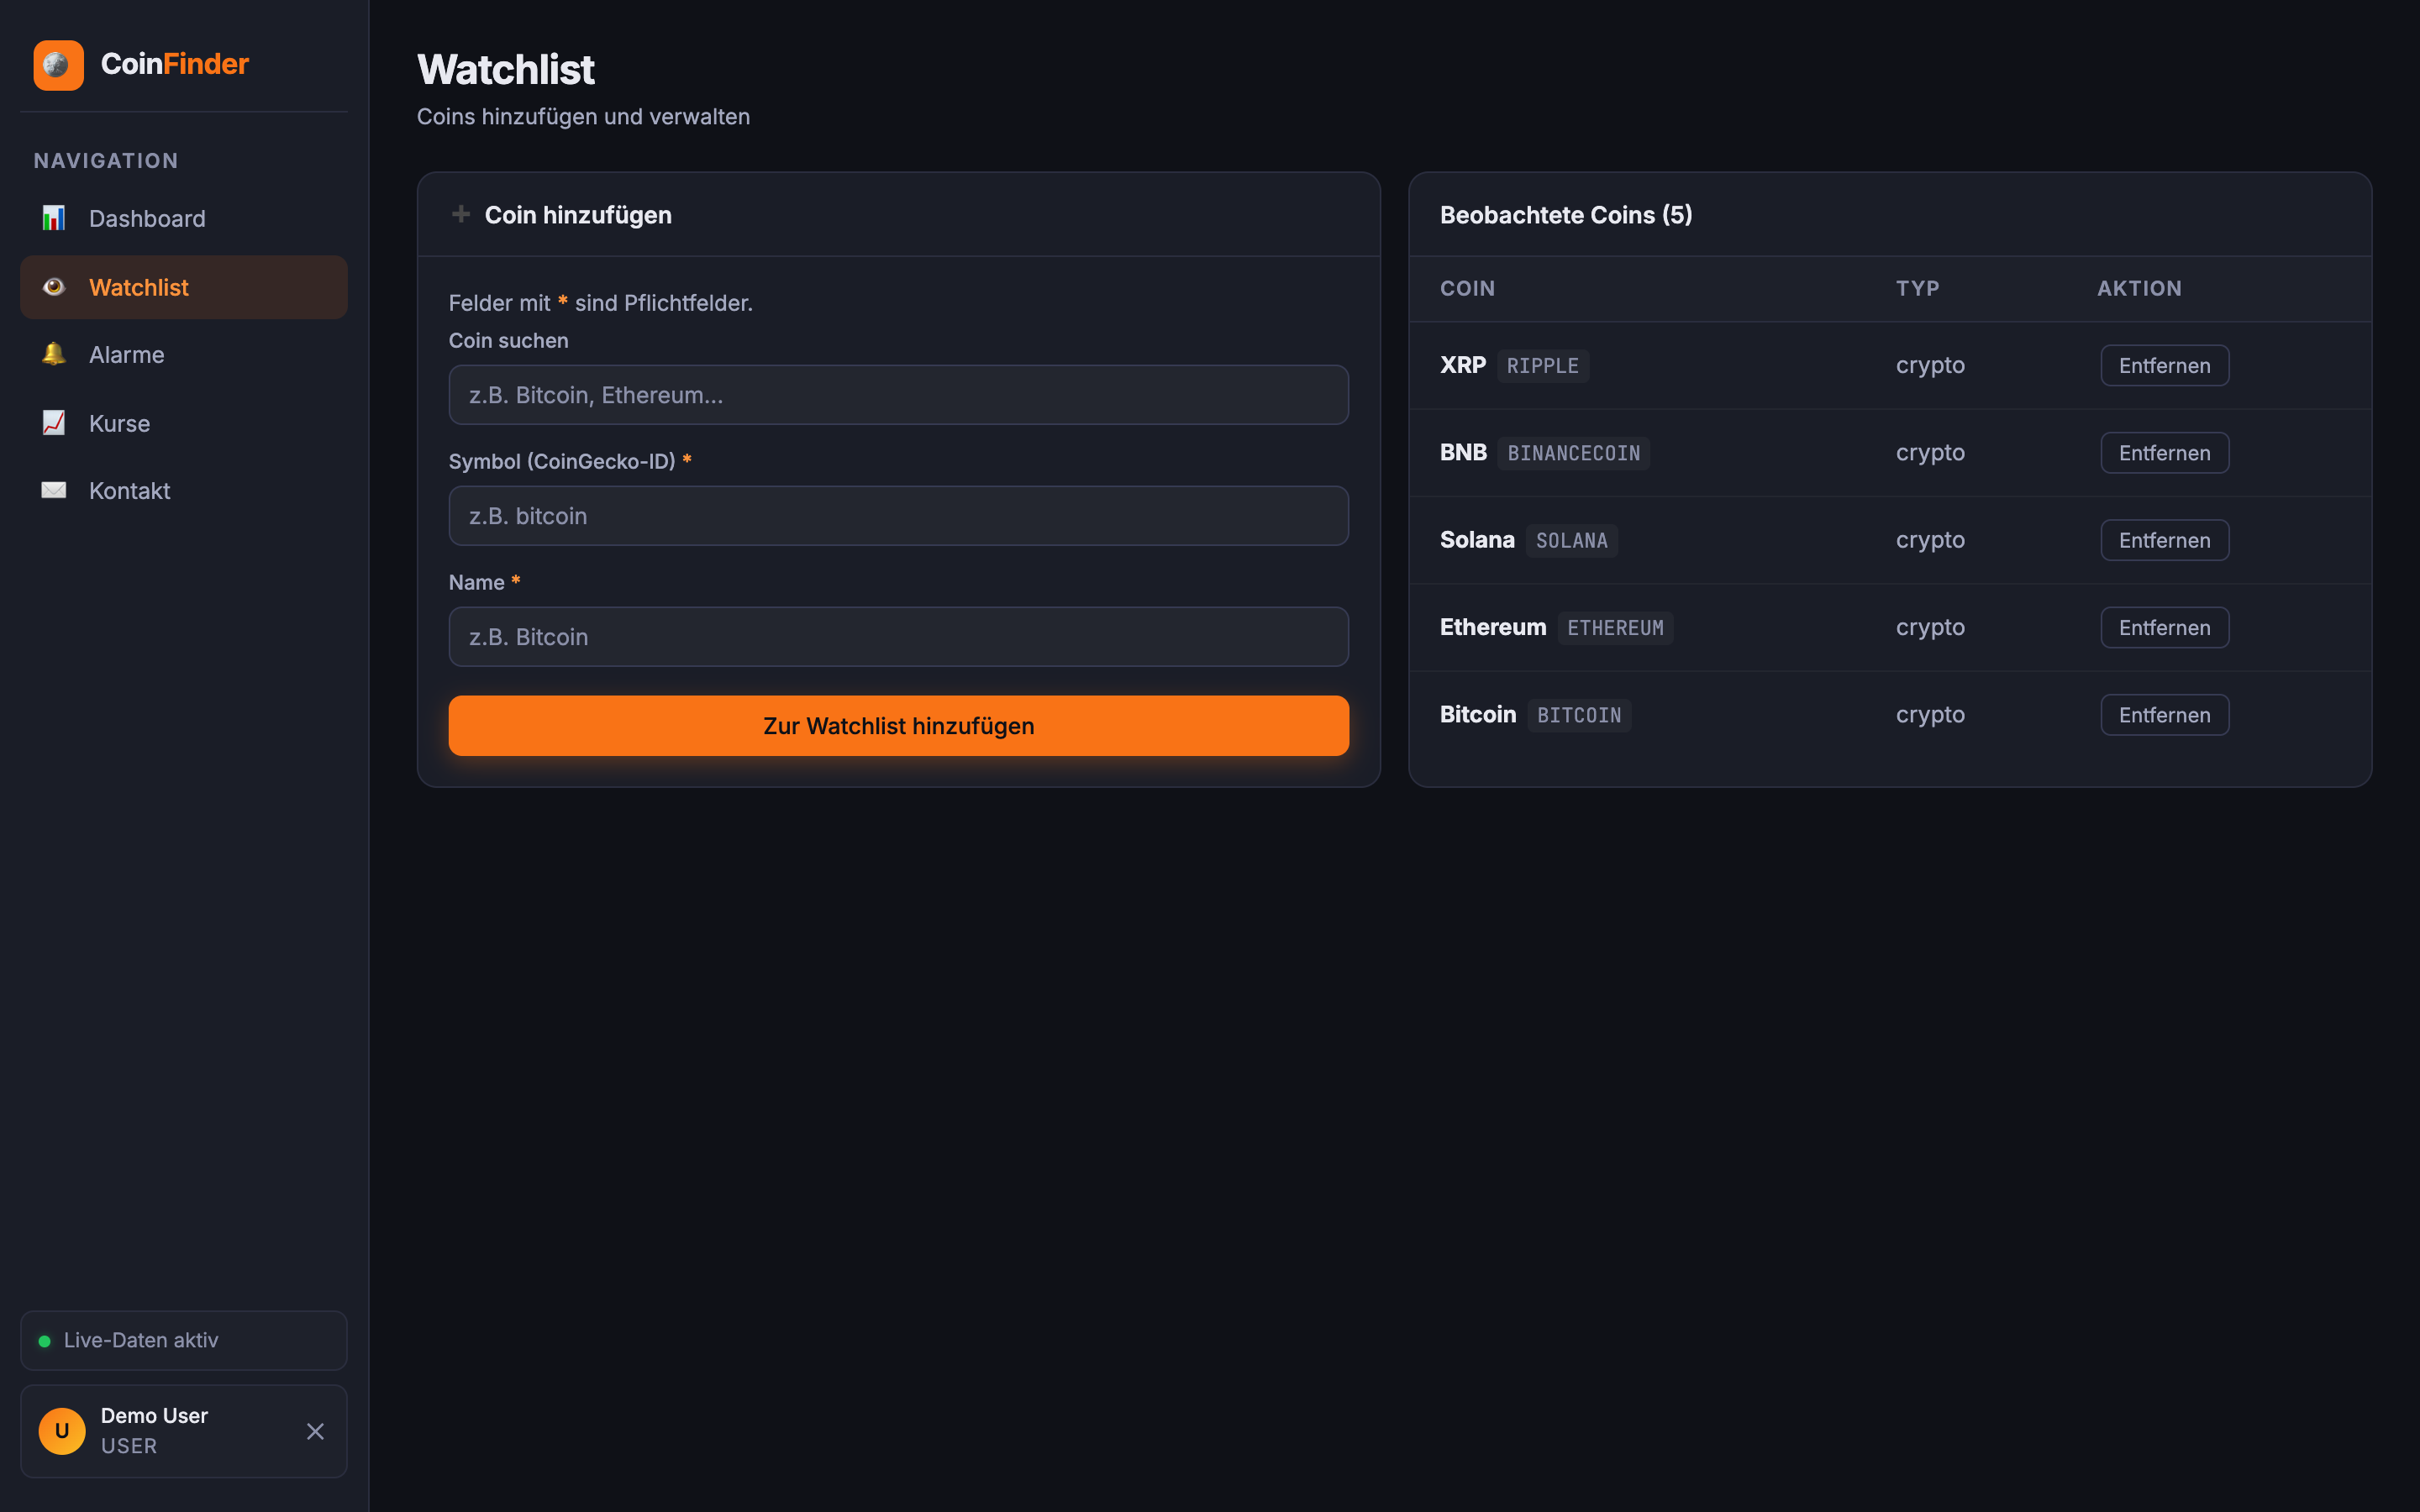 CoinFinder
NAVIGATION
Dashboard
Watchlist
Alarme
Kurse
Kontakt
Live-Daten aktiv
U
Demo User
USER
Watchlist
Coins hinzufügen und verwalten
Coin hinzufügen
Felder mit * sind Pflichtfelder.
Coin suchen
z.B. Bitcoin, Ethereum...
Symbol (CoinGecko-ID) *
z.B. bitcoin
Name *
z.B. Bitcoin
Zur Watchlist hinzufügen
Beobachtete Coins (5)
COIN TYP AKTION
XRP RIPPLE crypto Entfernen
BNB BINANCECOIN crypto Entfernen
Solana SOLANA crypto Entfernen
Ethereum ETHEREUM crypto Entfernen
Bitcoin BITCOIN crypto Entfernen